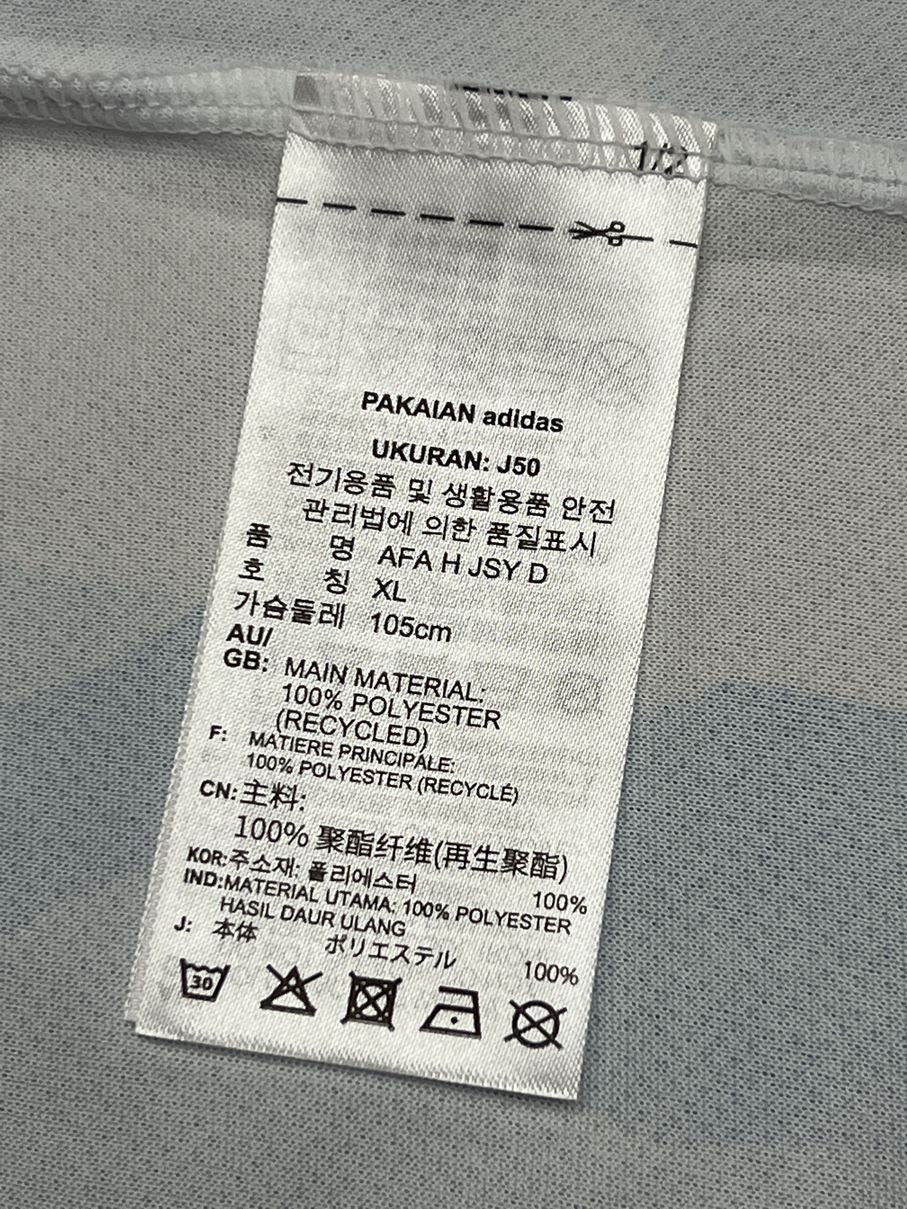 1/2
PAKAIAN adidas
UKURAN: J50
전기용품 및 생활용품 안전
관리법에 의한 품질표시
품 명 AFA H JSY D
호 칭 XL
가슴둘레 105cm
AU/
GB: MAIN MATERIAL:
100% POLYESTER
(RECYCLED)
F: MATIERE PRINCIPALE:
100% POLYESTER (RECYCLÉ)
CN:主料:
100% 聚酯纤维(再生聚酯)
KOR:주소재: 폴리에스터 100%
IND:MATERIAL UTAMA: 100% POLYESTER
HASIL DAUR ULANG
J: 本体 ポリエステル 100%
30